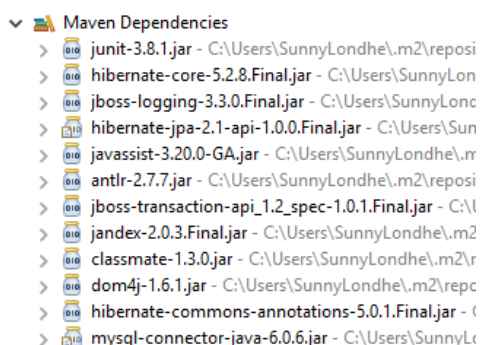 Maven Dependencies
junit-3.8.1.jar - C:\Users\SunnyLondhe\.m2\reposi
hibernate-core-5.2.8.Final.jar - C:\Users\SunnyLon
jboss-logging-3.3.0.Final.jar - C:\Users\SunnyLond
hibernate-jpa-2.1-api-1.0.0.Final.jar - C:\Users\Sun
javassist-3.20.0-GA.jar - C:\Users\SunnyLondhe\.m
antlr-2.7.7.jar - C:\Users\SunnyLondhe\.m2\reposi
jboss-transaction-api_1.2_spec-1.0.1.Final.jar - C:\U
jandex-2.0.3.Final.jar - C:\Users\SunnyLondhe\.m2
classmate-1.3.0.jar - C:\Users\SunnyLondhe\.m2\r
dom4j-1.6.1.jar - C:\Users\SunnyLondhe\.m2\repo
hibernate-commons-annotations-5.0.1.Final.jar -
mysql-connector-java-6.0.6.jar - C:\Users\SunnyL